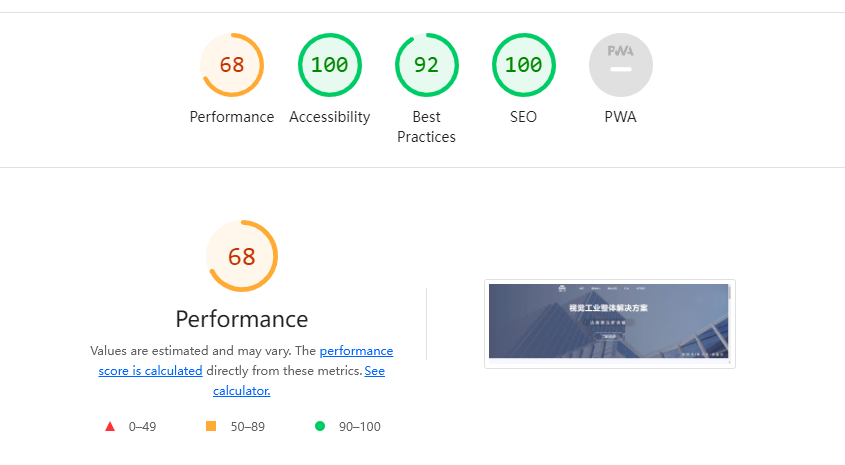 68
100
92
100
PWA
Performance
Accessibility
Best
Practices
SEO
PWA
68
Performance
Values are estimated and may vary. The performance
score is calculated directly from these metrics. See
calculator.
0–49
50–89
90–100
视觉工业整体解决方案